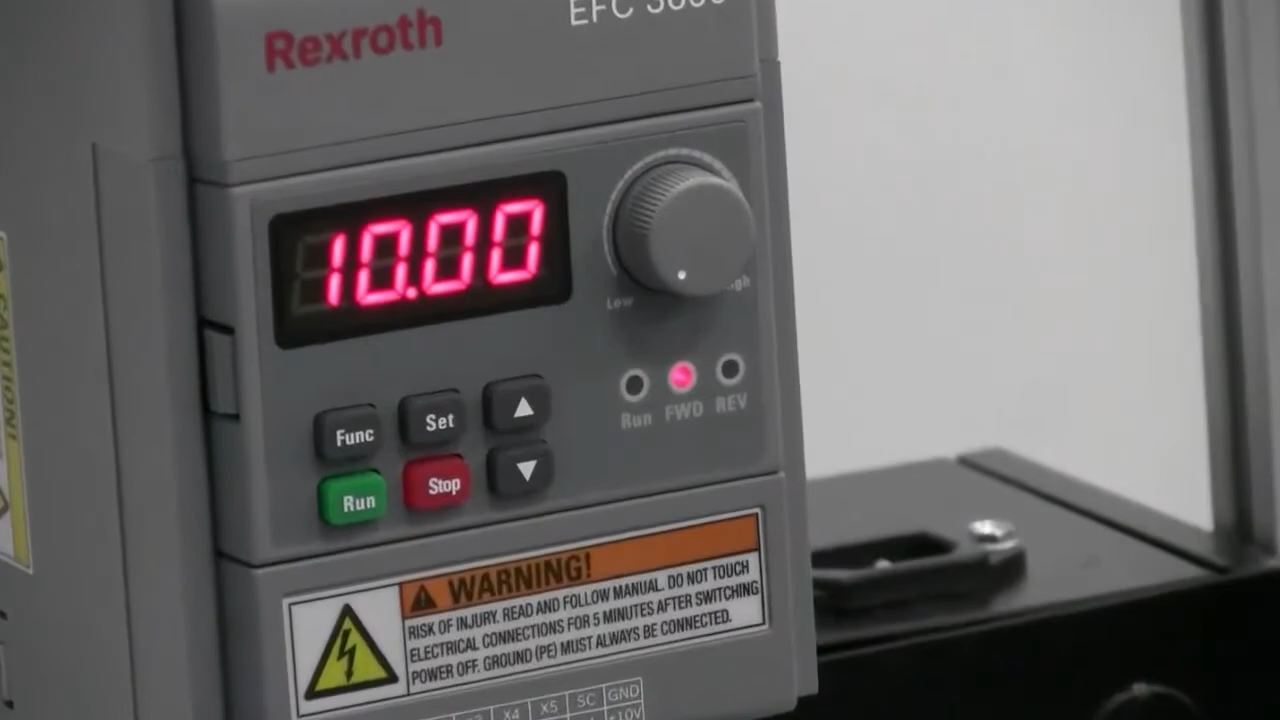 Rexroth
EFC
10.00
Low
Run FWD REV
Func Set ▲
Run Stop ▼
CAUTION!
WARNING!
RISK OF INJURY. READ AND FOLLOW MANUAL. DO NOT TOUCH
ELECTRICAL CONNECTIONS FOR 5 MINUTES AFTER SWITCHING
POWER OFF. GROUND (PE) MUST ALWAYS BE CONNECTED.
X4 X5 SC GND
+10V